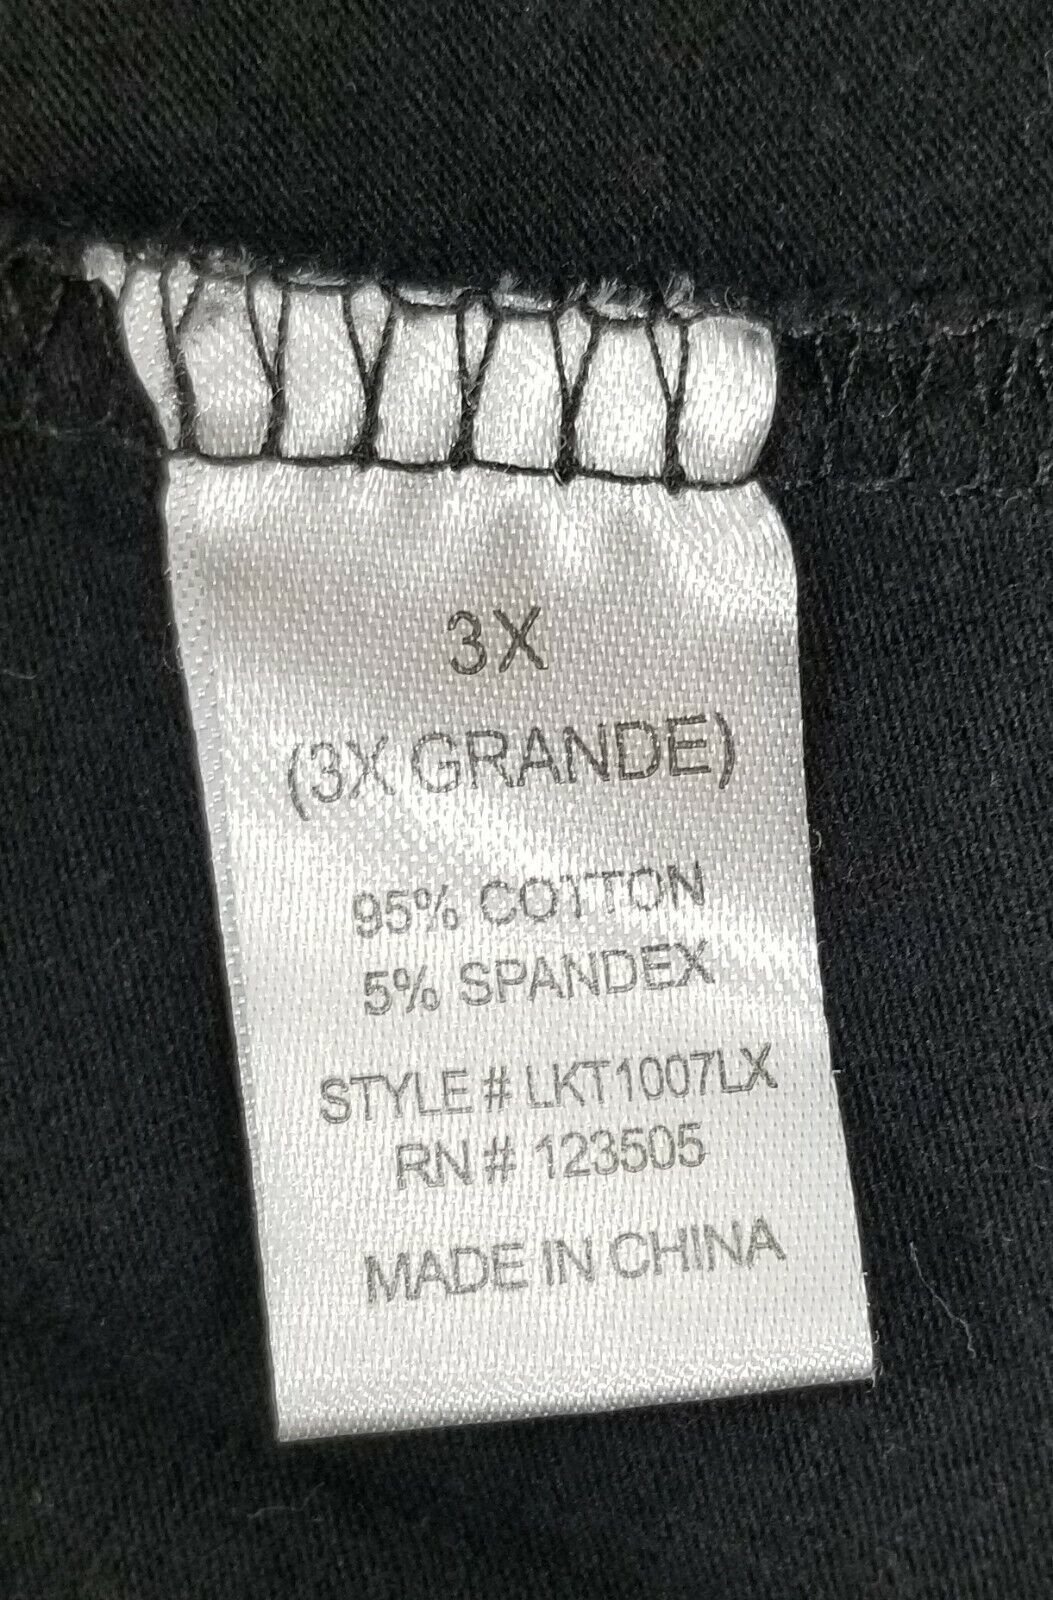 3X
(3X GRANDE)
95% COTTON
5% SPANDEX
STYLE # LKT1007LX
RN # 123505
MADE IN CHINA